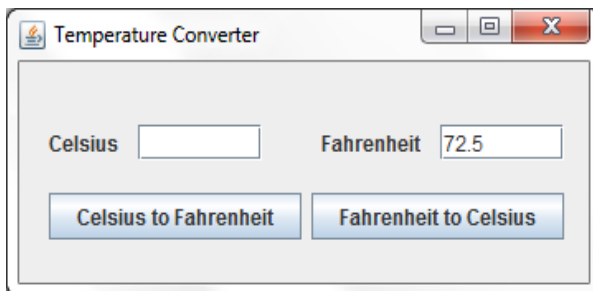 Temperature Converter
Celsius Fahrenheit 72.5
Celsius to Fahrenheit Fahrenheit to Celsius